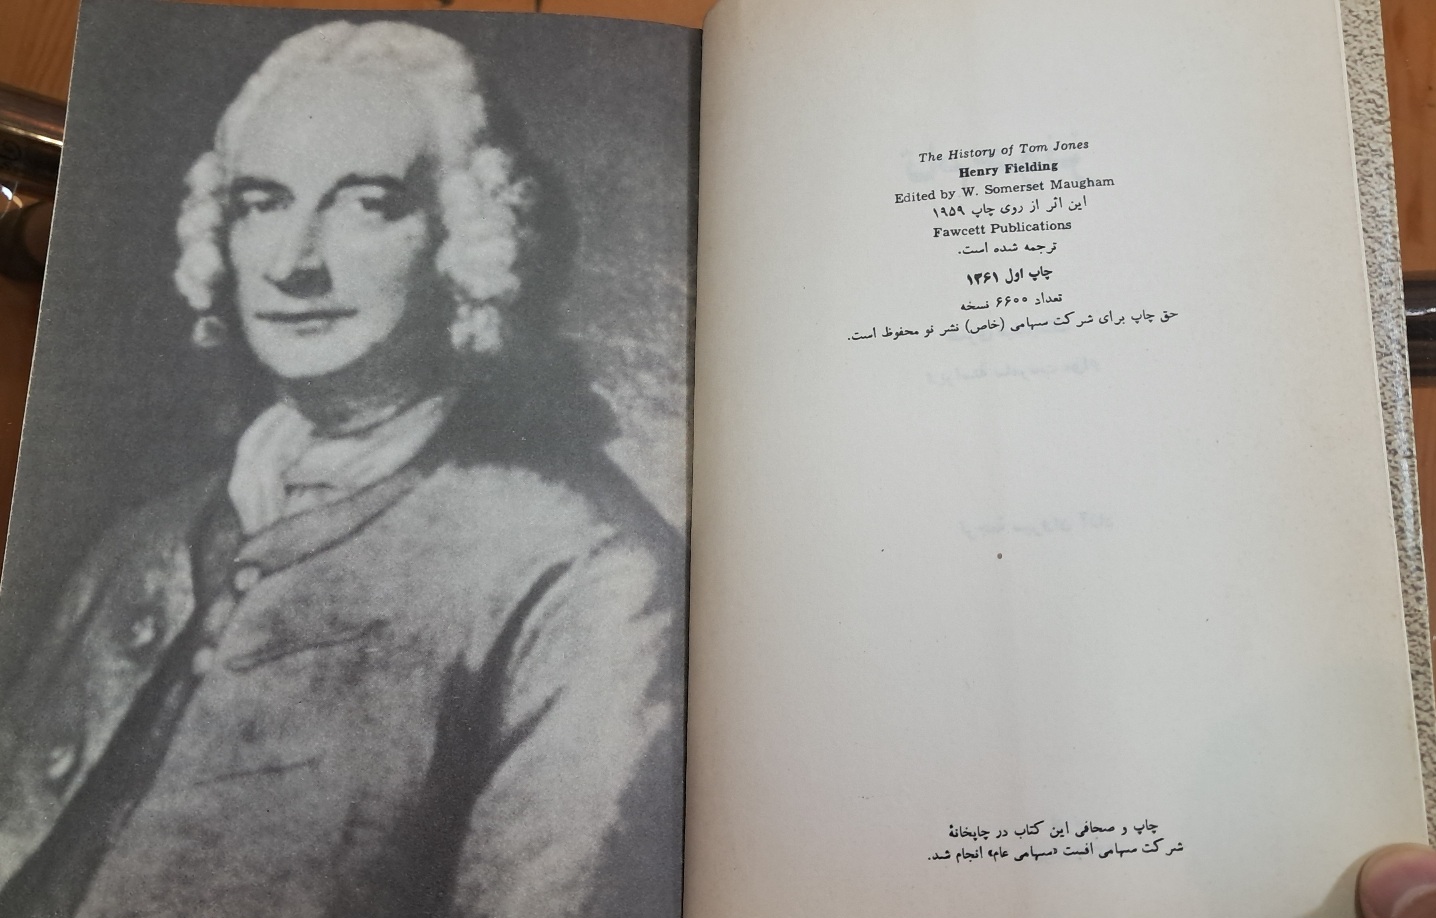 The History of Tom Jones
Henry Fielding
Edited by W. Somerset Maugham
این اثر از روی چاپ ۱۹۵۹
Fawcett Publications
ترجمه شده است.
چاپ اول ۱۳۶۱
تعداد ۶۶۰۰ نسخه
حق چاپ برای شرکت سهامی (خاص) نشر نو محفوظ است.
چاپ و صحافی این کتاب در چاپخانهٔ
شرکت سهامی افست «سهامی عام» انجام شد.